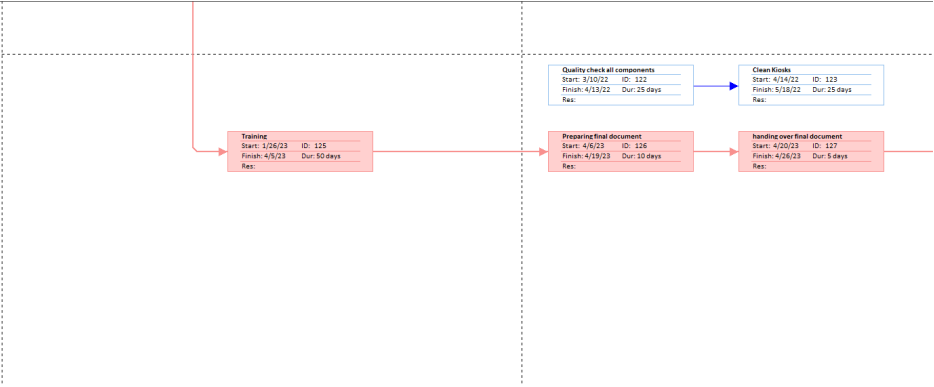 Quality check all components
Start: 3/10/22 ID: 122
Finish: 4/13/22 Dur: 25 days
Res:
Clean Kiosks
Start: 4/14/22 ID: 123
Finish: 5/18/22 Dur: 25 days
Res:
Training
Start: 1/26/23 ID: 125
Finish: 4/5/23 Dur: 50 days
Res:
Preparing final document
Start: 4/6/23 ID: 126
Finish: 4/19/23 Dur: 10 days
Res:
handing over final document
Start: 4/20/23 ID: 127
Finish: 4/26/23 Dur: 5 days
Res: